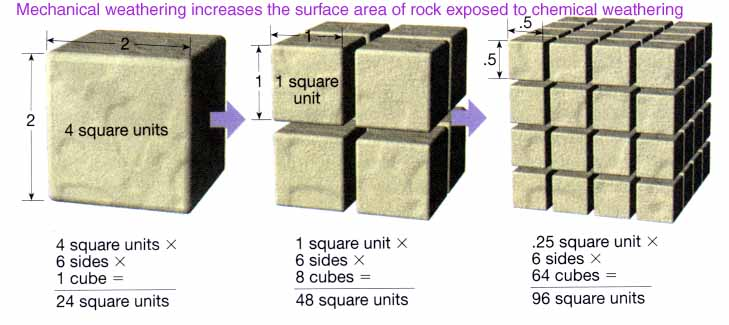 Mechanical weathering increases the surface area of rock exposed to chemical weathering
2
2
4 square units
1
1
1 square
unit
.5
.5
4 square units ×
6 sides ×
1 cube =
24 square units
1 square unit ×
6 sides ×
8 cubes =
48 square units
.25 square unit ×
6 sides ×
64 cubes =
96 square units